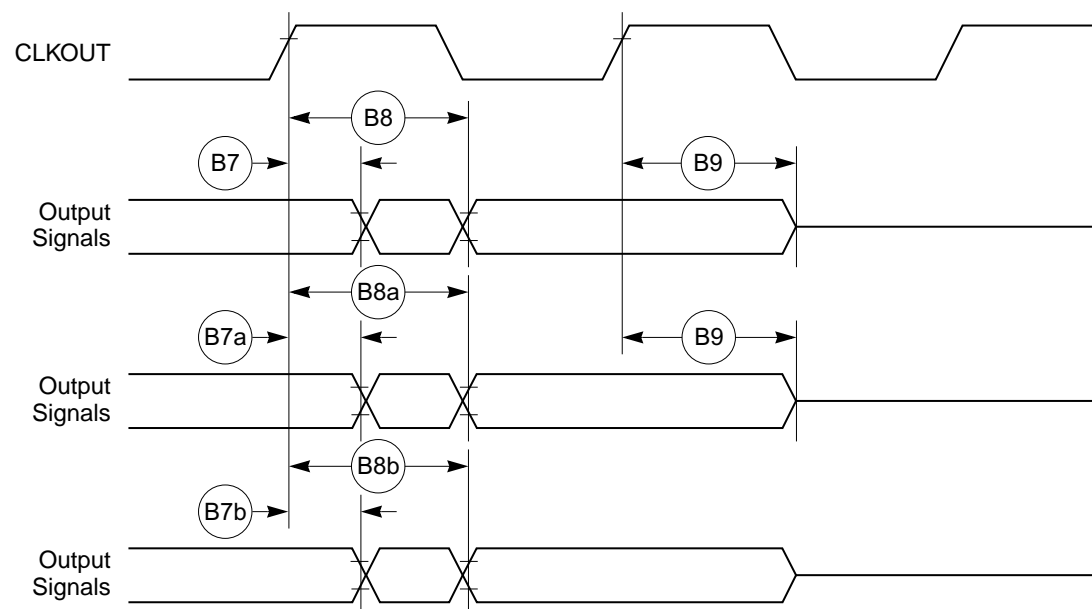 CLKOUT
B8
B7
B9
Output
Signals
B8a
B7a
B9
Output
Signals
B8b
B7b
Output
Signals